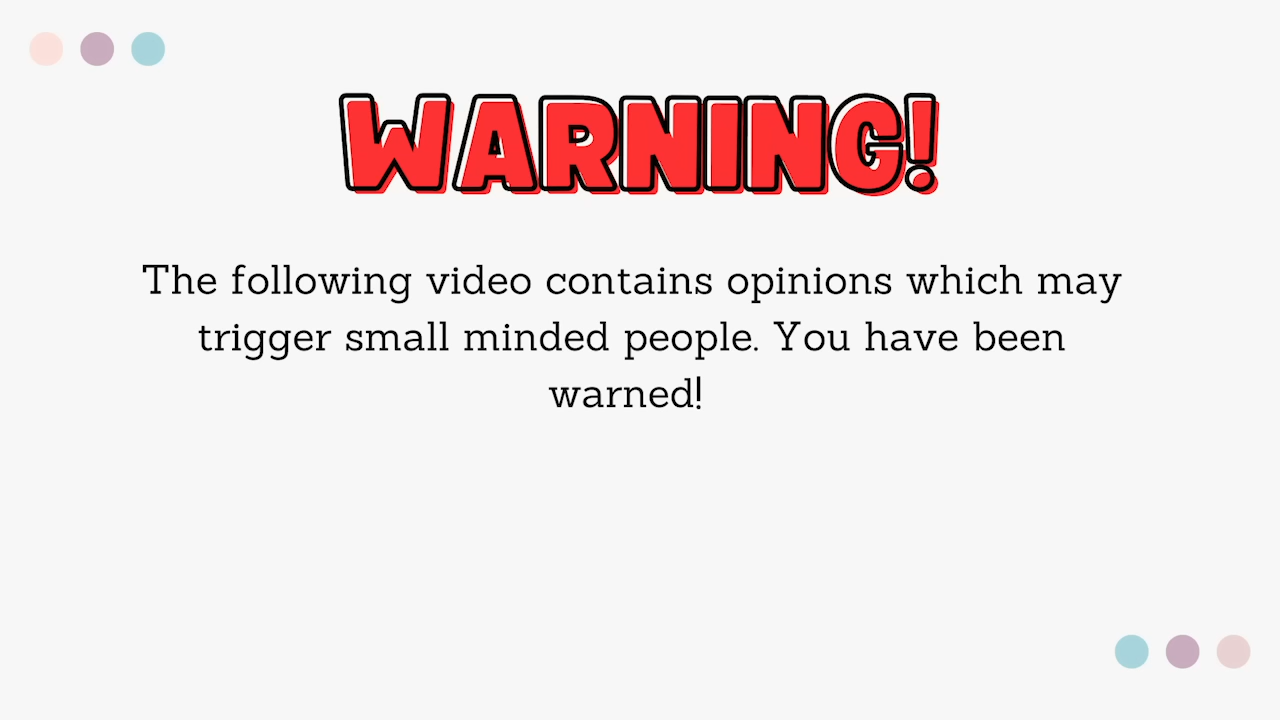 WARNING!
The following video contains opinions which may
trigger small minded people. You have been
warned!